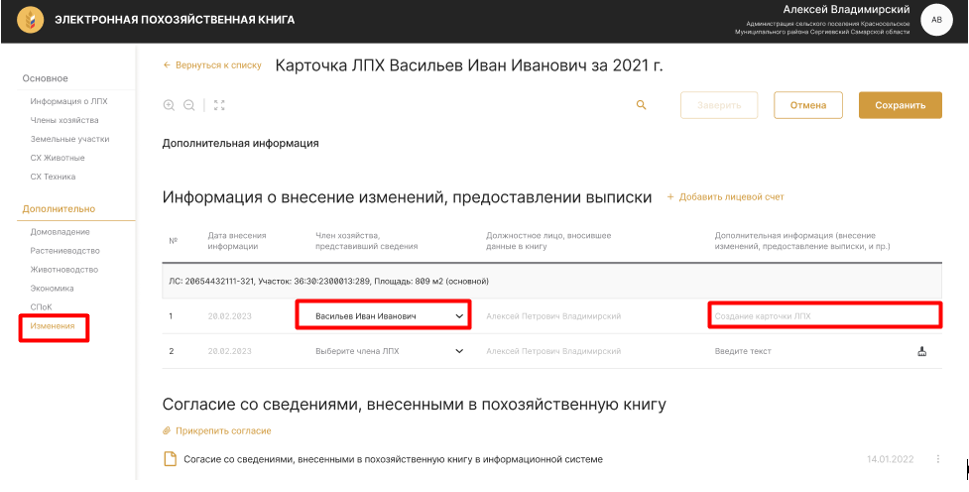 ЭЛЕКТРОННАЯ ПОХОЗЯЙСТВЕННАЯ КНИГА
Алексей Владимирский
Администрация сельского поселения Красносельское
Муниципального района Сергиевский Самарской области
АВ
Основное
Информация о ЛПХ
Члены хозяйства
Земельные участки
СХ Животные
СХ Техника
Дополнительно
Домовладение
Растениеводство
Животноводство
Экономика
СПоК
Изменения
← Вернуться к списку Карточка ЛПХ Васильев Иван Иванович за 2021 г.
Заверить Отмена Сохранить
Дополнительная информация
Информация о внесение изменений, предоставлении выписки + Добавить лицевой счет
№ Дата внесения информации Член хозяйства, представивший сведения Должностное лицо, вносившее данные в книгу Дополнительная информация (внесение изменений, предоставление выписки, и пр.)
ЛС: 20654432111-321, Участок: 36:30:2300013:289, Площадь: 809 м2 (основной)
1 20.02.2023 Васильев Иван Иванович Алексей Петрович Владимирский Создание карточки ЛПХ
2 20.02.2023 Выберите члена ЛПХ Алексей Петрович Владимирский Введите текст
Согласие со сведениями, внесенными в похозяйственную книгу
Прикрепить согласие
Согасие со сведениями, внесенными в похозяйственную книгу в информационной системе 14.01.2022